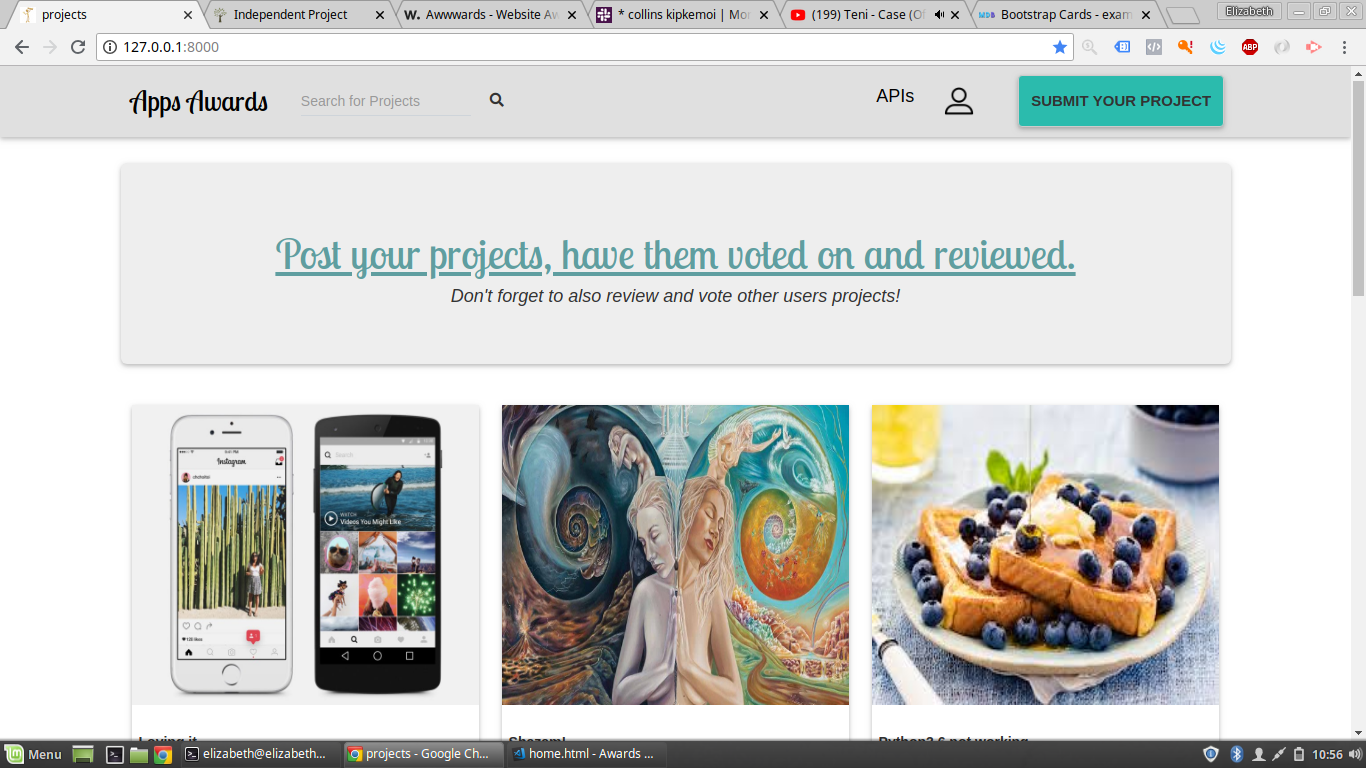 projects
Independent Project
Awwwards - Website Aw
* collins kipkemoi | Mor
(199) Teni - Case (Of
Bootstrap Cards - exam
Elizabeth
127.0.0.1:8000
ABP
Apps Awards
Search for Projects
APIs
SUBMIT YOUR PROJECT
Post your projects, have them voted on and reviewed.
Don't forget to also review and vote other users projects!
Instagram
Search
WATCH
Videos You Might Like
Loving it
Shazam!
Python3.6 not working
Menu
elizabeth@elizabeth...
projects - Google Ch...
home.html - Awards ...
10:56